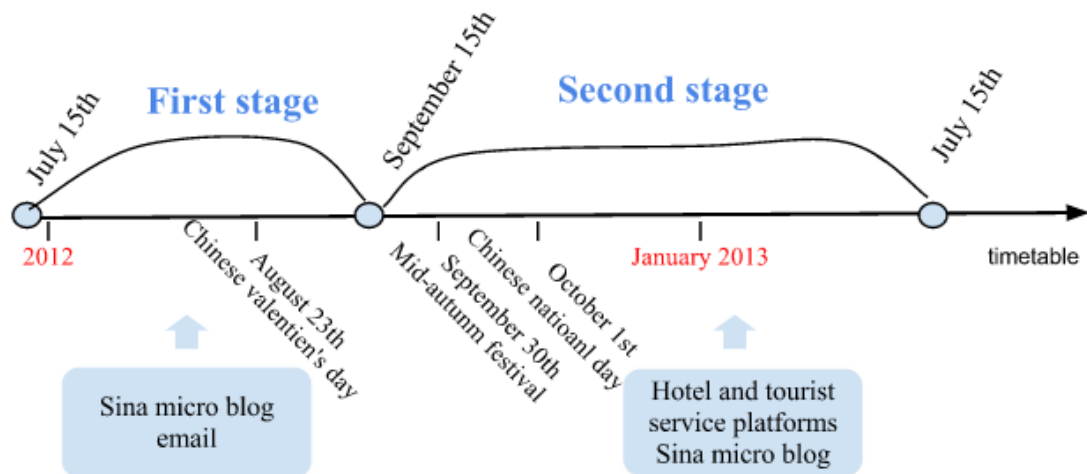 First stage
Second stage
July 15th
September 15th
July 15th
2012
August 23th
Chinese valentien's day
September 30th
Mid-autunm festival
October 1st
Chinese natioanl day
January 2013
timetable
Sina micro blog
email
Hotel and tourist
service platforms
Sina micro blog